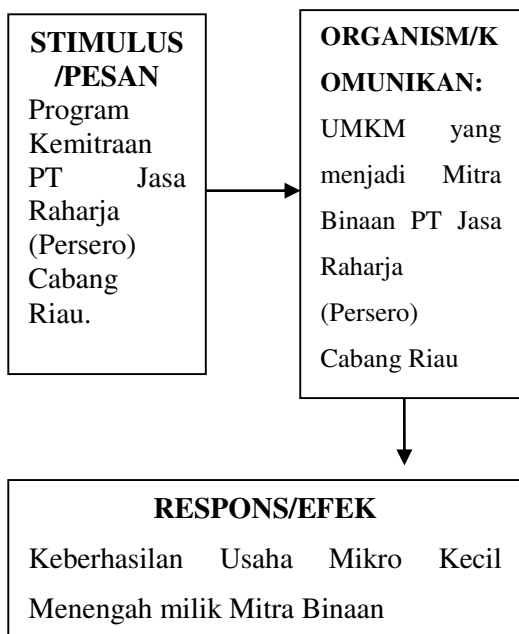 STIMULUS
/PESAN
Program
Kemitraan
PT Jasa
Raharja
(Persero)
Cabang
Riau.
ORGANISM/K
OMUNIKAN:
UMKM yang
menjadi Mitra
Binaan PT Jasa
Raharja
(Persero)
Cabang Riau
RESPONS/EFEK
Keberhasilan Usaha Mikro Kecil
Menengah milik Mitra Binaan